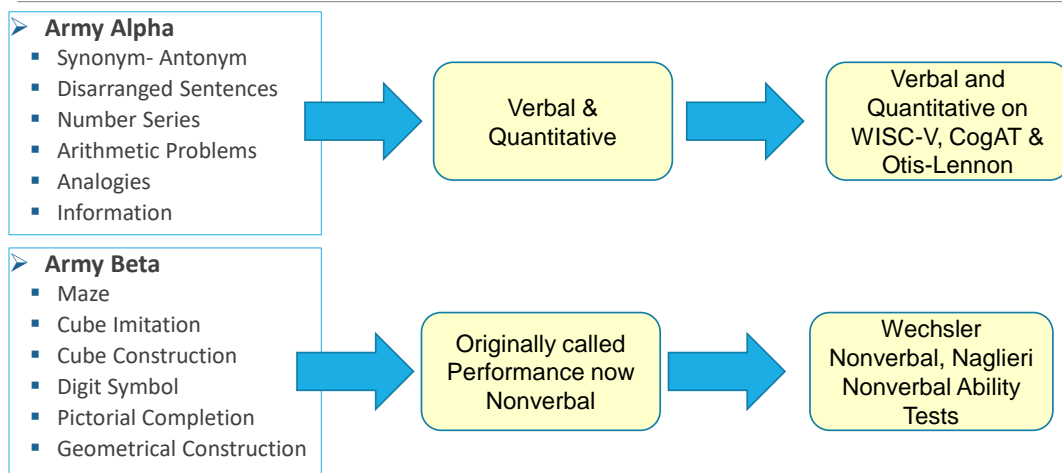 Army Alpha
Synonym- Antonym
Disarranged Sentences
Number Series
Arithmetic Problems
Analogies
Information
Verbal &
Quantitative
Verbal and
Quantitative on
WISC-V, CogAT &
Otis-Lennon
Army Beta
Maze
Cube Imitation
Cube Construction
Digit Symbol
Pictorial Completion
Geometrical Construction
Originally called
Performance now
Nonverbal
Wechsler
Nonverbal, Naglieri
Nonverbal Ability
Tests